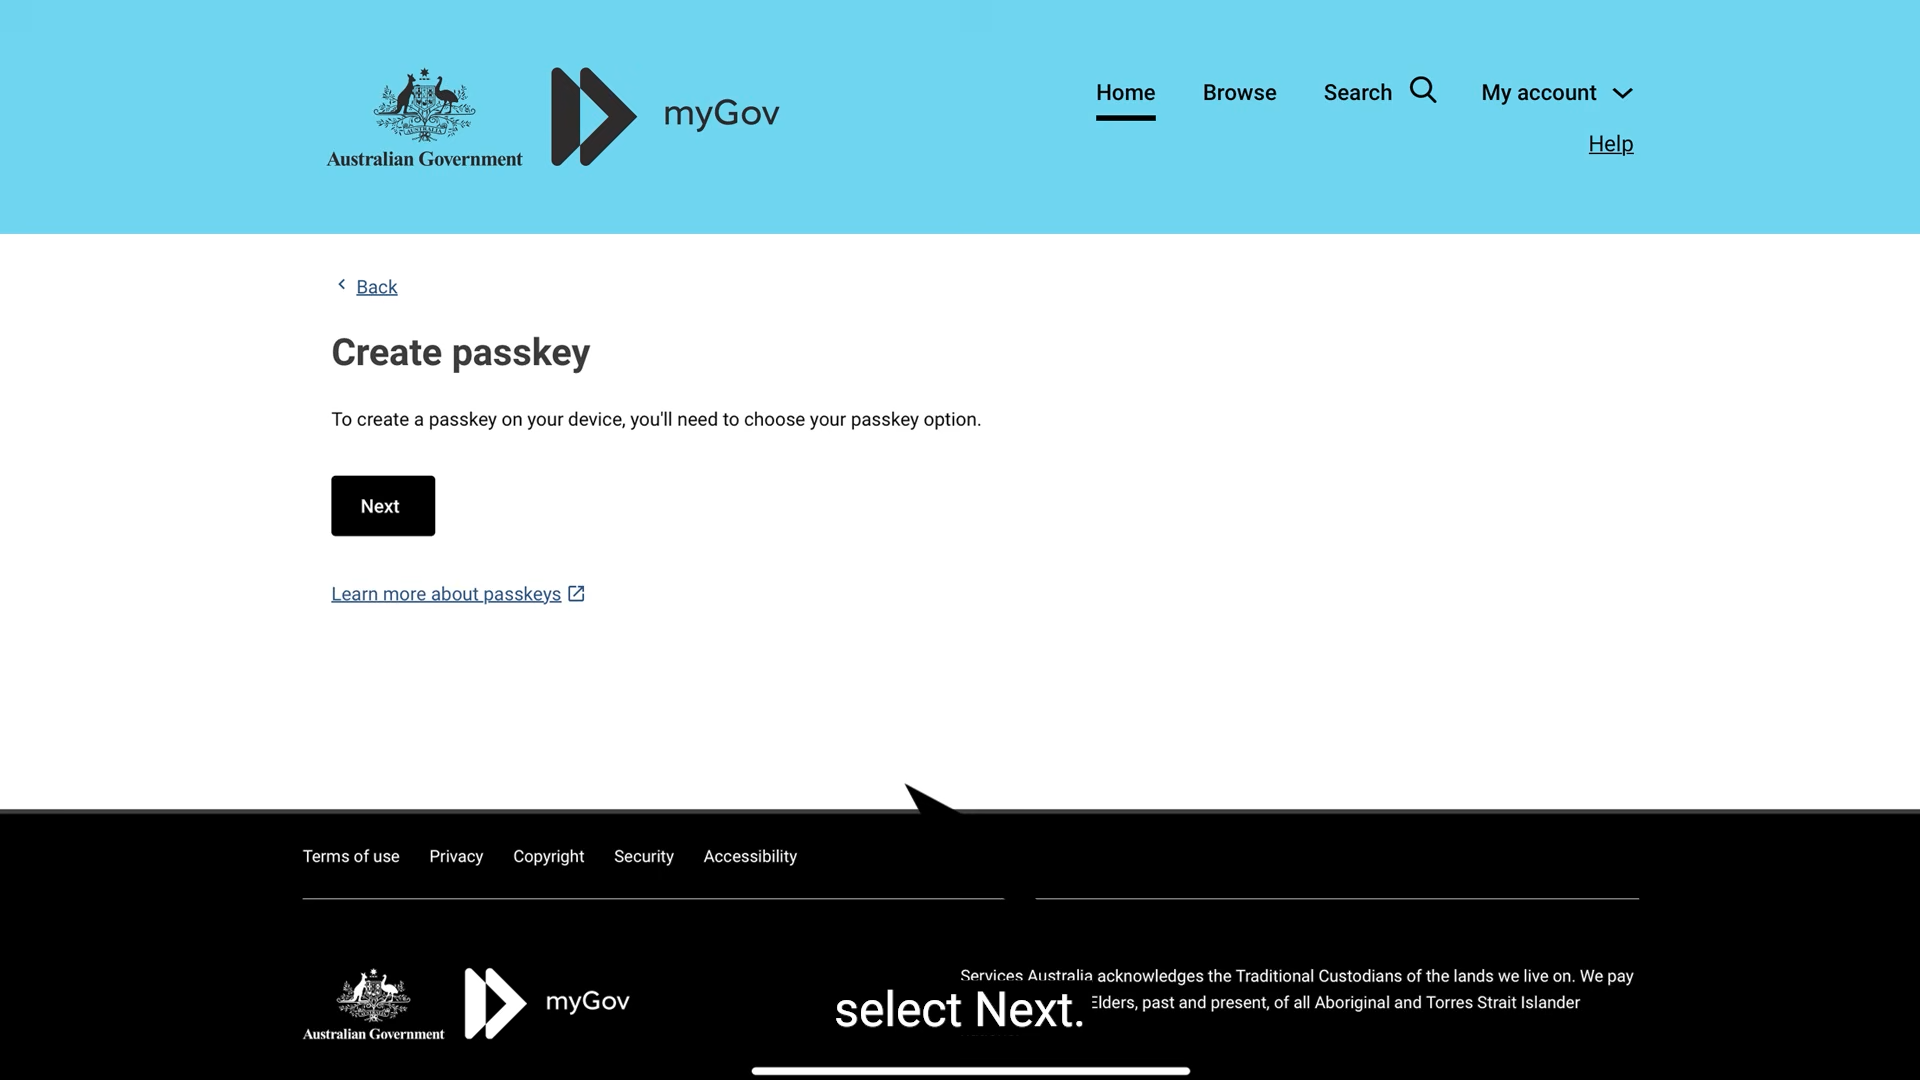 Australian Government
myGov
Home
Browse
Search
My account
Help
Back
Create passkey
To create a passkey on your device, you'll need to choose your passkey option.
Next
Learn more about passkeys
Terms of use
Privacy
Copyright
Security
Accessibility
Australian Government
myGov
Services Australia acknowledges the Traditional Custodians of the lands we live on. We pay
Elders, past and present, of all Aboriginal and Torres Strait Islander
select Next.